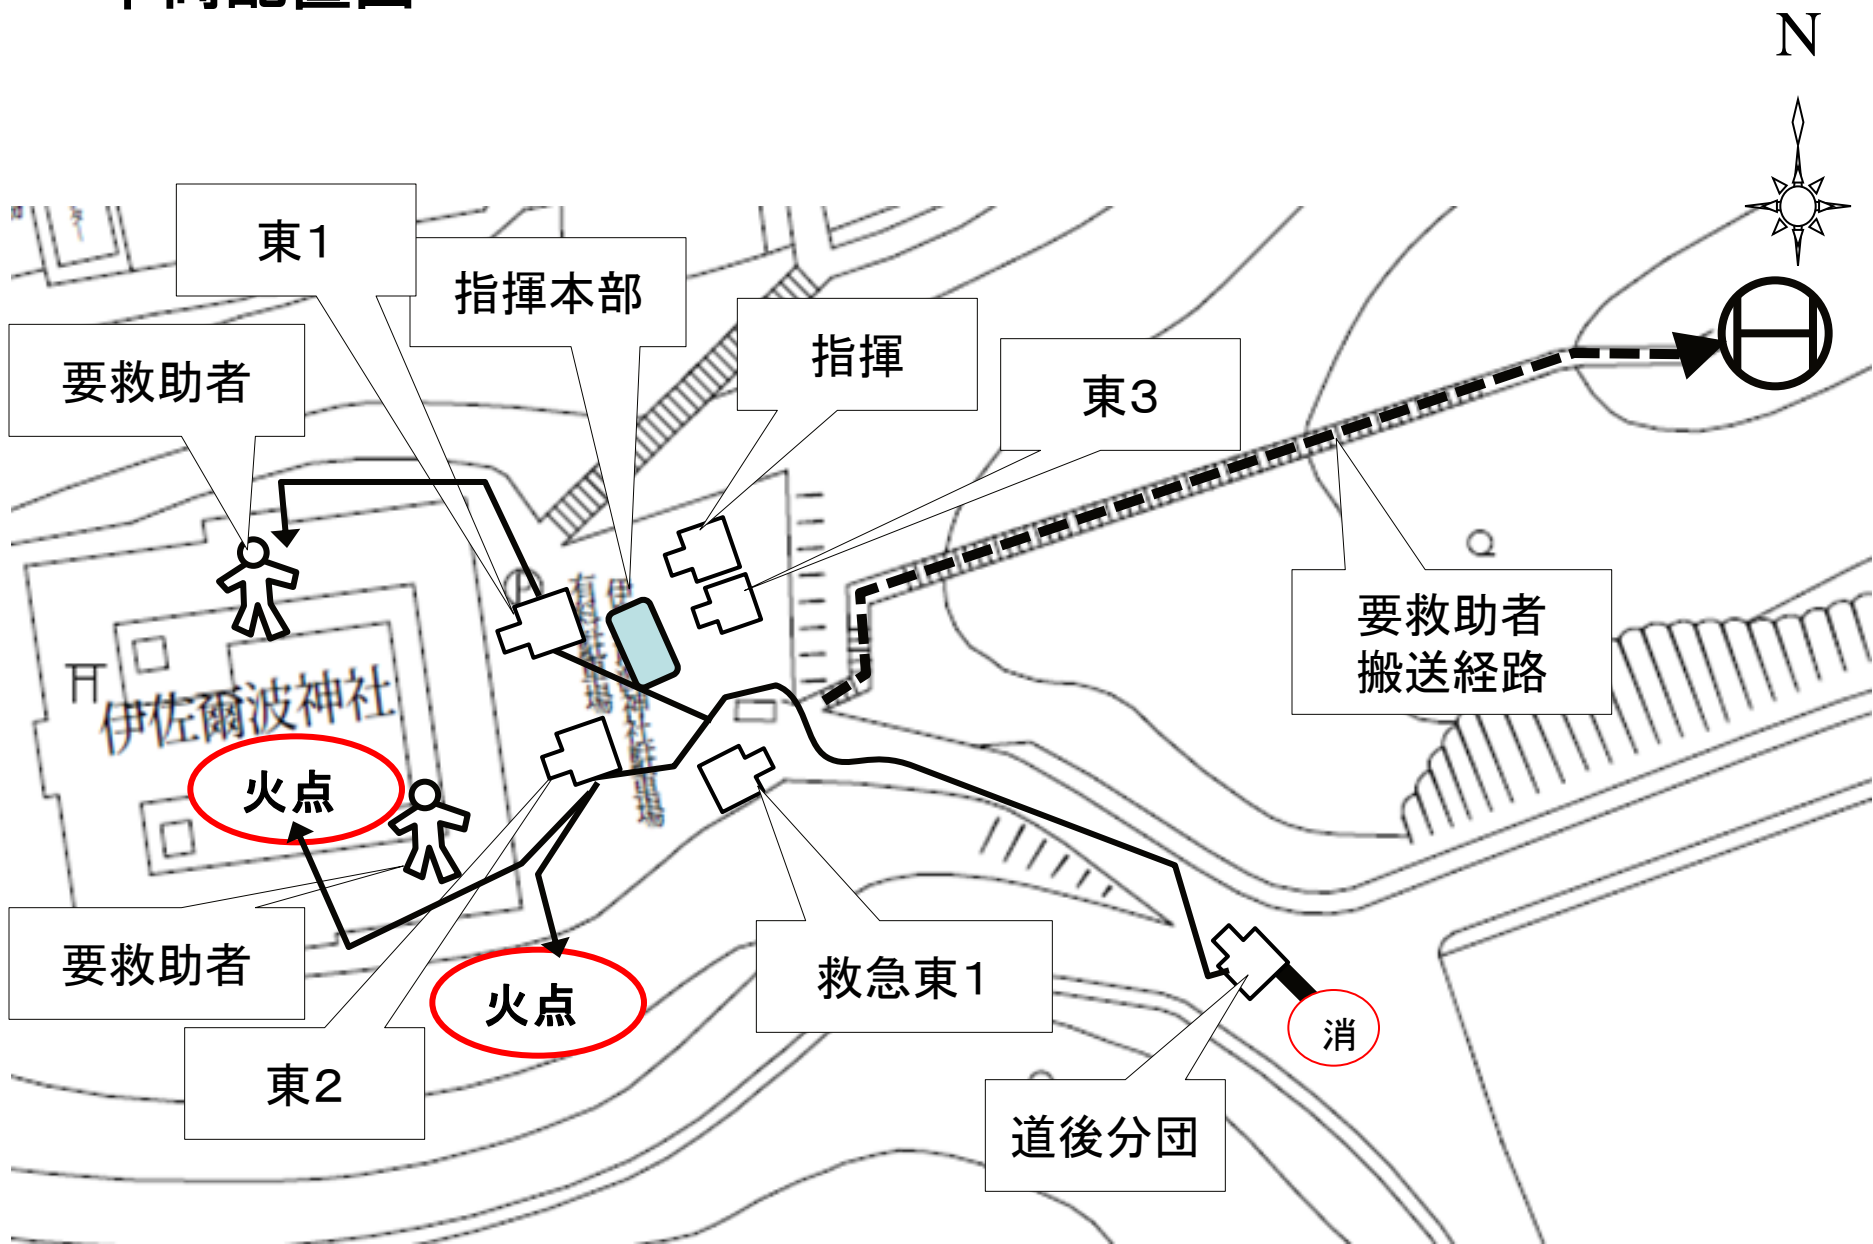 N
東1
指揮本部
指揮
東3
要救助者
要救助者
搬送経路
伊佐爾波神社
火点
要救助者
火点
救急東1
東2
消
道後分団